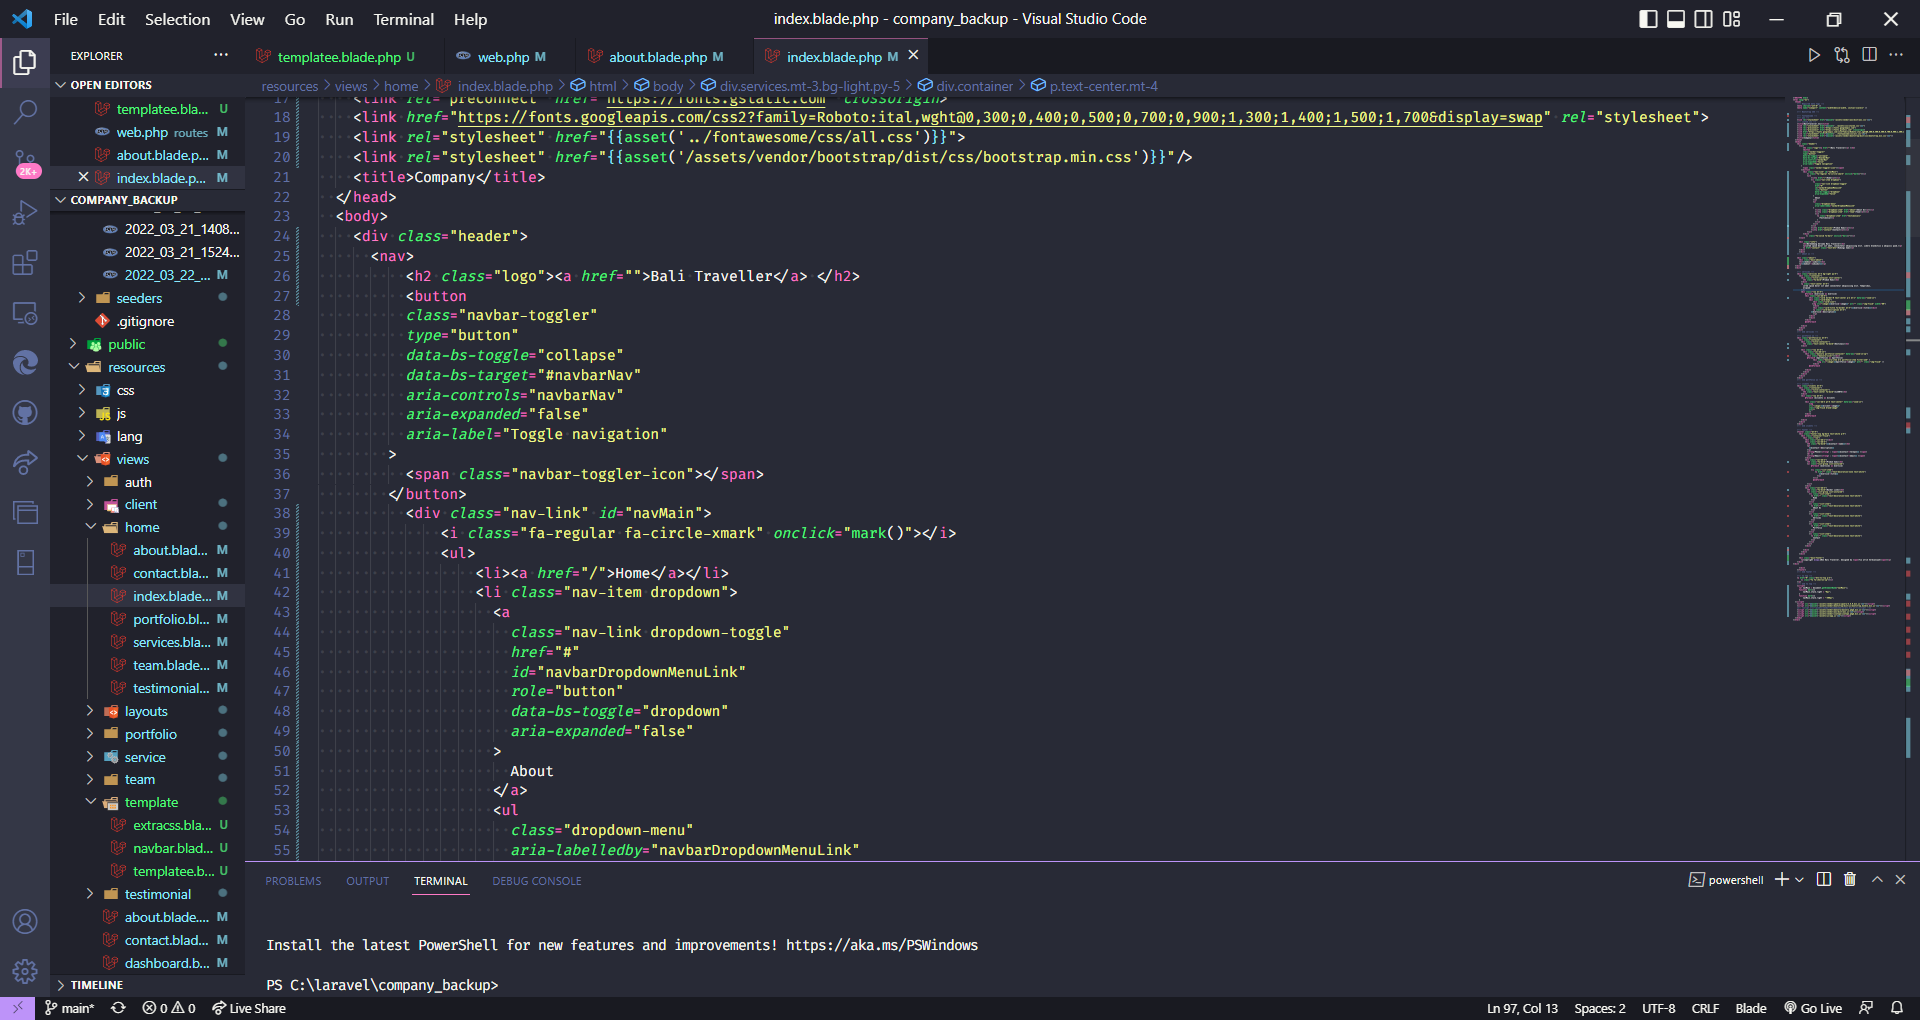 File Edit Selection View Go Run Terminal Help
index.blade.php - company_backup - Visual Studio Code
EXPLORER
templatee.blade.php U
web.php M
about.blade.php M
index.blade.php M
OPEN EDITORS
templatee.bla... U
web.php routes M
about.blade.p... M
index.blade.p... M
2K+
COMPANY_BACKUP
2022_03_21_1408...
2022_03_21_1524...
2022_03_22_... M
seeders
.gitignore
public
resources
css
js
lang
views
auth
client
home
about.blad... M
contact.bla... M
index.blade... M
portfolio.bl... M
services.bla... M
team.blade... M
testimonial... M
layouts
portfolio
service
team
template
extracss.bla... U
navbar.blad... U
templatee.b... U
testimonial
about.blade.... M
contact.blad... M
dashboard.b... M
TIMELINE
resources > views > home > index.blade.php > html > body > div.services.mt-3.bg-light.py-5 > div.container > p.text-center.mt-4
17 <link rel="preconnect" href="https://fonts.gstatic.com" crossorigin>
18 <link href="https://fonts.googleapis.com/css2?family=Roboto:ital,wght@0,300;0,400;0,500;0,700;0,900;1,300;1,400;1,500;1,700&display=swap" rel="stylesheet">
19 <link rel="stylesheet" href="{{asset('../fontawesome/css/all.css')}}">
20 <link rel="stylesheet" href="{{asset('/assets/vendor/bootstrap/dist/css/bootstrap.min.css')}}"/>
21 <title>Company</title>
22 </head>
23 <body>
24 <div class="header">
25 <nav>
26 <h2 class="logo"><a href="">Bali Traveller</a> </h2>
27 <button
28 class="navbar-toggler"
29 type="button"
30 data-bs-toggle="collapse"
31 data-bs-target="#navbarNav"
32 aria-controls="navbarNav"
33 aria-expanded="false"
34 aria-label="Toggle navigation"
35 >
36 <span class="navbar-toggler-icon"></span>
37 </button>
38 <div class="nav-link" id="navMain">
39 <i class="fa-regular fa-circle-xmark" onclick="mark()"></i>
40 <ul>
41 <li><a href="/">Home</a></li>
42 <li class="nav-item dropdown">
43 <a
44 class="nav-link dropdown-toggle"
45 href="#"
46 id="navbarDropdownMenuLink"
47 role="button"
48 data-bs-toggle="dropdown"
49 aria-expanded="false"
50 >
51 About
52 </a>
53 <ul
54 class="dropdown-menu"
55 aria-labelledby="navbarDropdownMenuLink"
PROBLEMS OUTPUT TERMINAL DEBUG CONSOLE
powershell
Install the latest PowerShell for new features and improvements! https://aka.ms/PSWindows
PS C:\laravel\company_backup>
main* 0 0 Live Share
Ln 97, Col 13 Spaces: 2 UTF-8 CRLF Blade Go Live